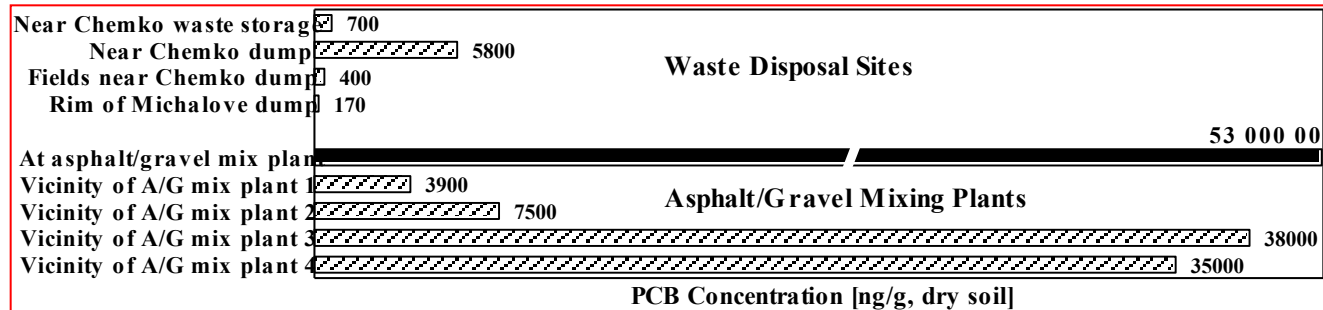 Near Chemko waste storage 700
Near Chemko dump 5800
Fields near Chemko dump 400
Waste Disposal Sites
Rim of Michalove dump 170
53 000 00
At asphalt/gravel mix plant
Vicinity of A/G mix plant 1 3900
Asphalt/Gravel Mixing Plants
Vicinity of A/G mix plant 2 7500
Vicinity of A/G mix plant 3 38000
Vicinity of A/G mix plant 4 35000
PCB Concentration [ng/g, dry soil]